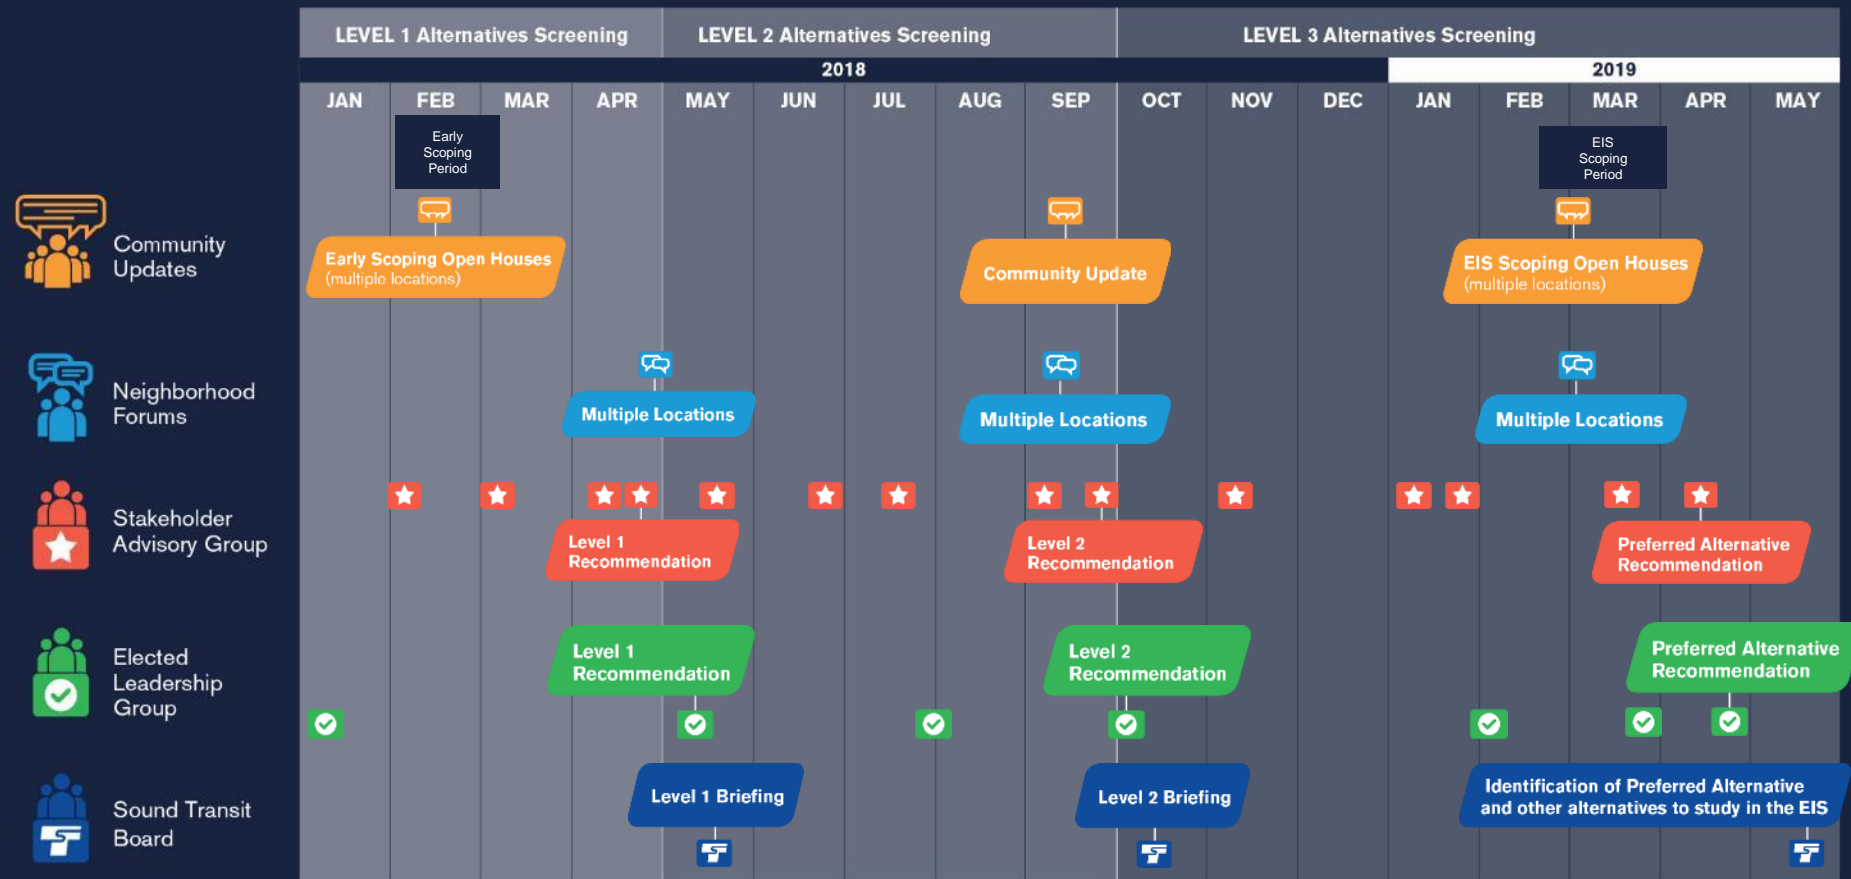 LEVEL 1 Alternatives Screening
LEVEL 2 Alternatives Screening
LEVEL 3 Alternatives Screening
2018
2019
JAN
FEB
MAR
APR
MAY
JUN
JUL
AUG
SEP
OCT
NOV
DEC
JAN
FEB
MAR
APR
MAY
Early
Scoping
Period
EIS
Scoping
Period
Community
Updates
Early Scoping Open Houses
(multiple locations)
Community Update
EIS Scoping Open Houses
(multiple locations)
Neighborhood
Forums
Multiple Locations
Multiple Locations
Multiple Locations
Stakeholder
Advisory Group
Level 1
Recommendation
Level 2
Recommendation
Preferred Alternative
Recommendation
Elected
Leadership
Group
Level 1
Recommendation
Level 2
Recommendation
Preferred Alternative
Recommendation
Sound Transit
Board
Level 1 Briefing
Level 2 Briefing
Identification of Preferred Alternative
and other alternatives to study in the EIS